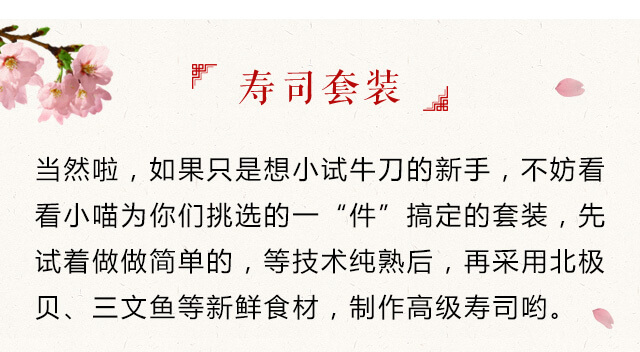 寿司套装
当然啦，如果只是想小试牛刀的新手，不妨看
看小喵为你们挑选的一“件”搞定的套装，先
试着做做简单的，等技术纯熟后，再采用北极
贝、三文鱼等新鲜食材，制作高级寿司哟。